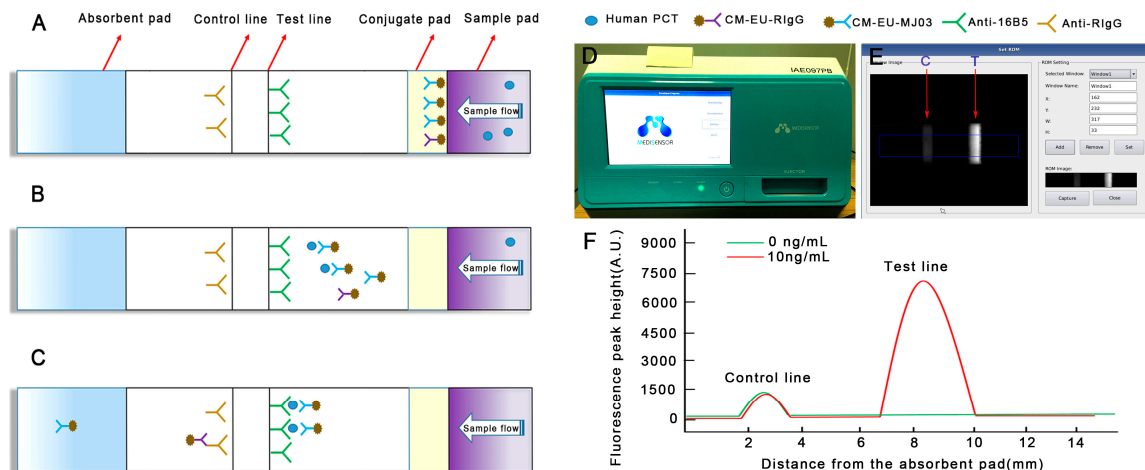 A
Absorbent pad
Control line
Test line
Conjugate pad
Sample pad
Sample flow
B
Sample flow
C
Sample flow
Human PCT
CM-EU-RIgG
CM-EU-MJ03
Anti-16B5
Anti-RIgG
D
IAE097PB
MEDISENSOR
EJECTOR
E
Set ROM
C
T
ROM Setting
Selected Window:
Window1
Window Name:
Window1
X:
162
Y:
232
W:
317
H:
33
Add
Remove
Set
ROM Image:
Capture
Close
F
Fluorescence peak height(A.U.)
9000
7500
6000
4500
3000
1500
0
0 ng/mL
10ng/mL
Test line
Control line
2
4
6
8
10
12
14
Distance from the absorbent pad(mm)